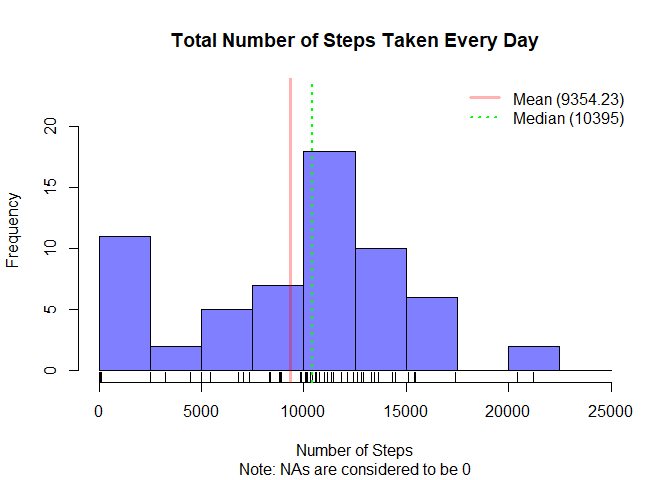 Total Number of Steps Taken Every Day
Mean (9354.23)
Median (10395)
Frequency
20
15
10
5
0
0 5000 10000 15000 20000 25000
Number of Steps
Note: NAs are considered to be 0